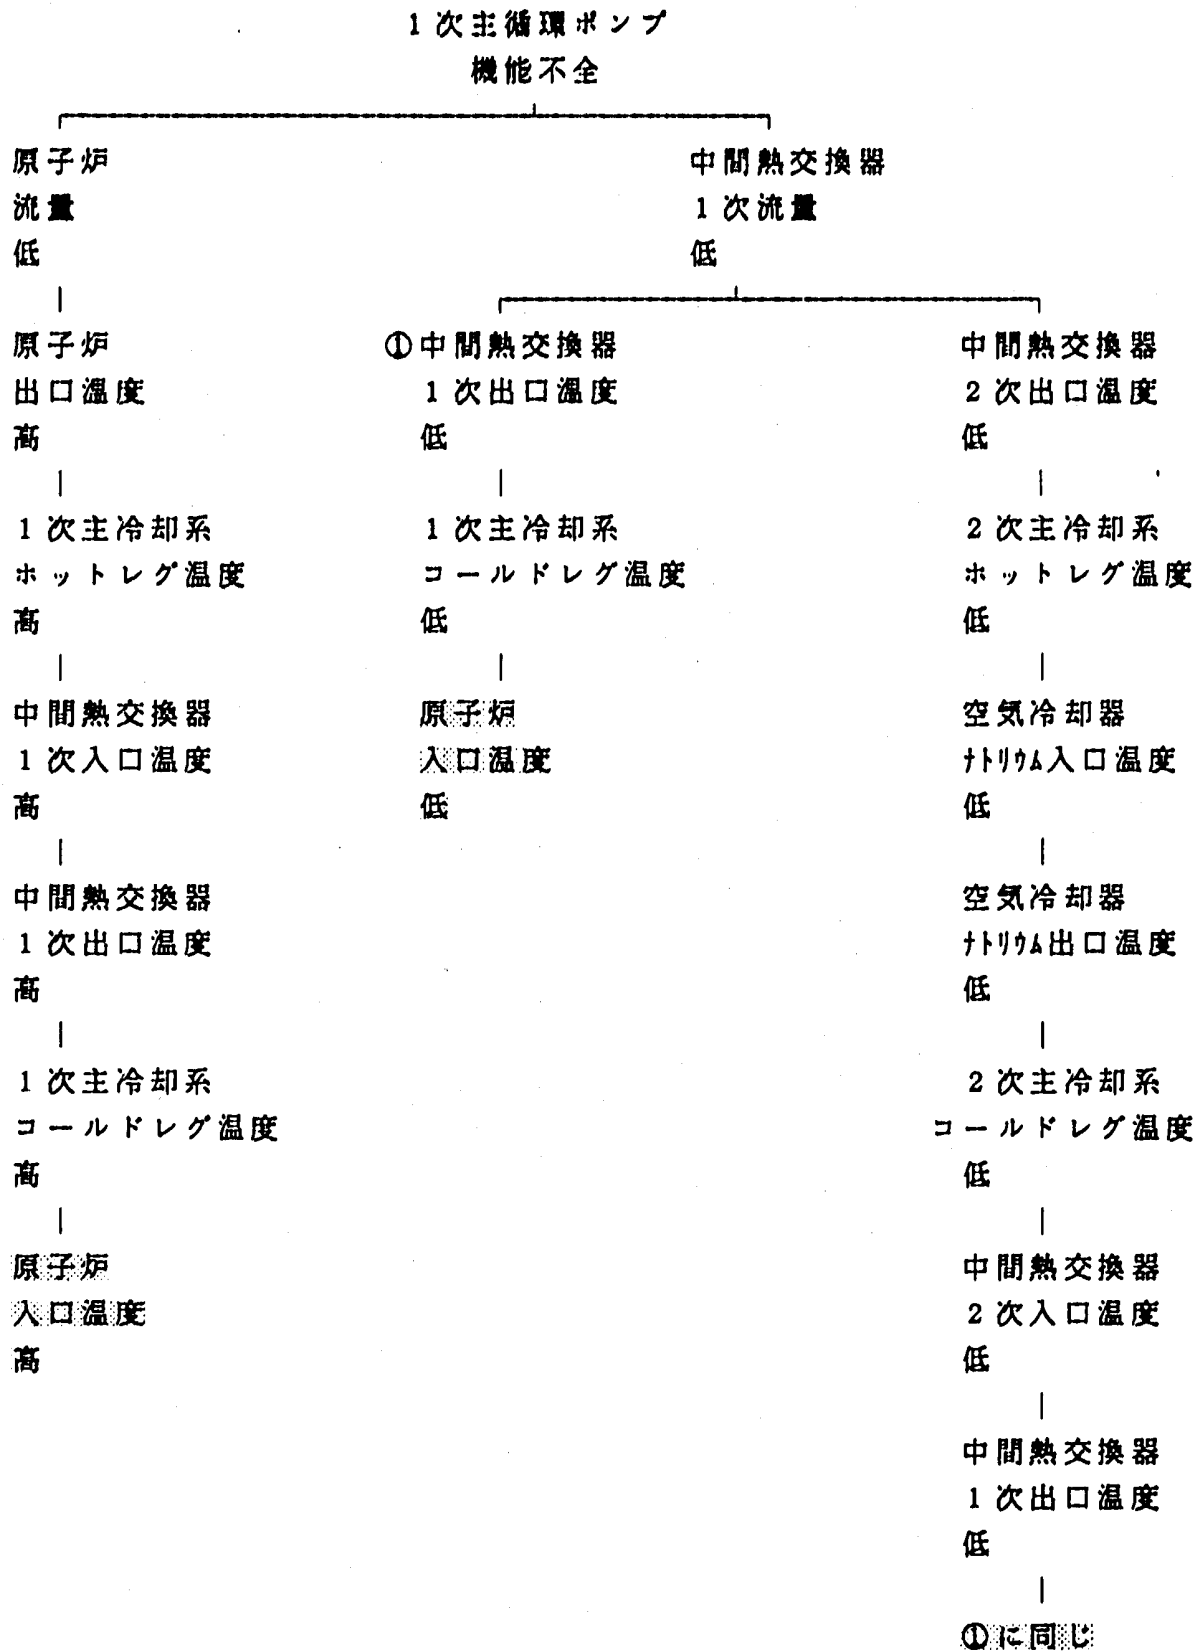 1次主循環ポンプ
機能不全
原子炉
流量
低
原子炉
出口温度
高
1次主冷却系
ホットレグ温度
高
中間熱交換器
1次入口温度
高
中間熱交換器
1次出口温度
高
1次主冷却系
コールドレグ温度
高
原子炉
入口温度
高
中間熱交換器
1次流量
低
①中間熱交換器
1次出口温度
低
1次主冷却系
コールドレグ温度
低
原子炉
入口温度
低
中間熱交換器
2次出口温度
低
2次主冷却系
ホットレグ温度
低
空気冷却器
ﾅﾄﾘｳﾑ入口温度
低
空気冷却器
ﾅﾄﾘｳﾑ出口温度
低
2次主冷却系
コールドレグ温度
低
中間熱交換器
2次入口温度
低
中間熱交換器
1次出口温度
低
①に同じ